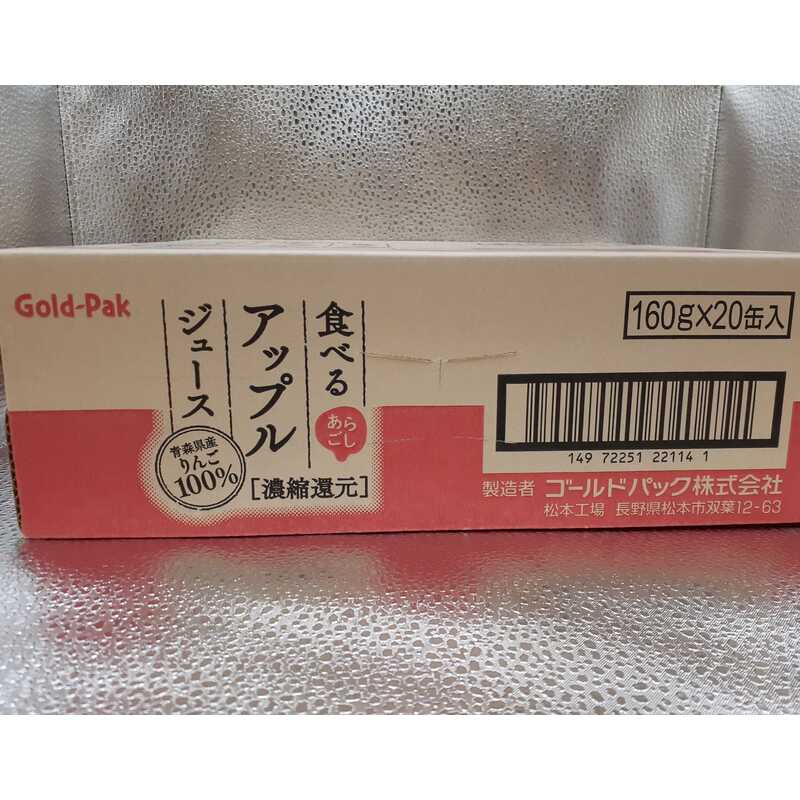 Gold-Pak
食べる
アップル
ジュース
あら
ごし
青森県産
りんご
100%
[濃縮還元]
160g×20缶入
149 72251 22114 1
製造者 ゴールドパック株式会社
松本工場 長野県松本市双葉12-63